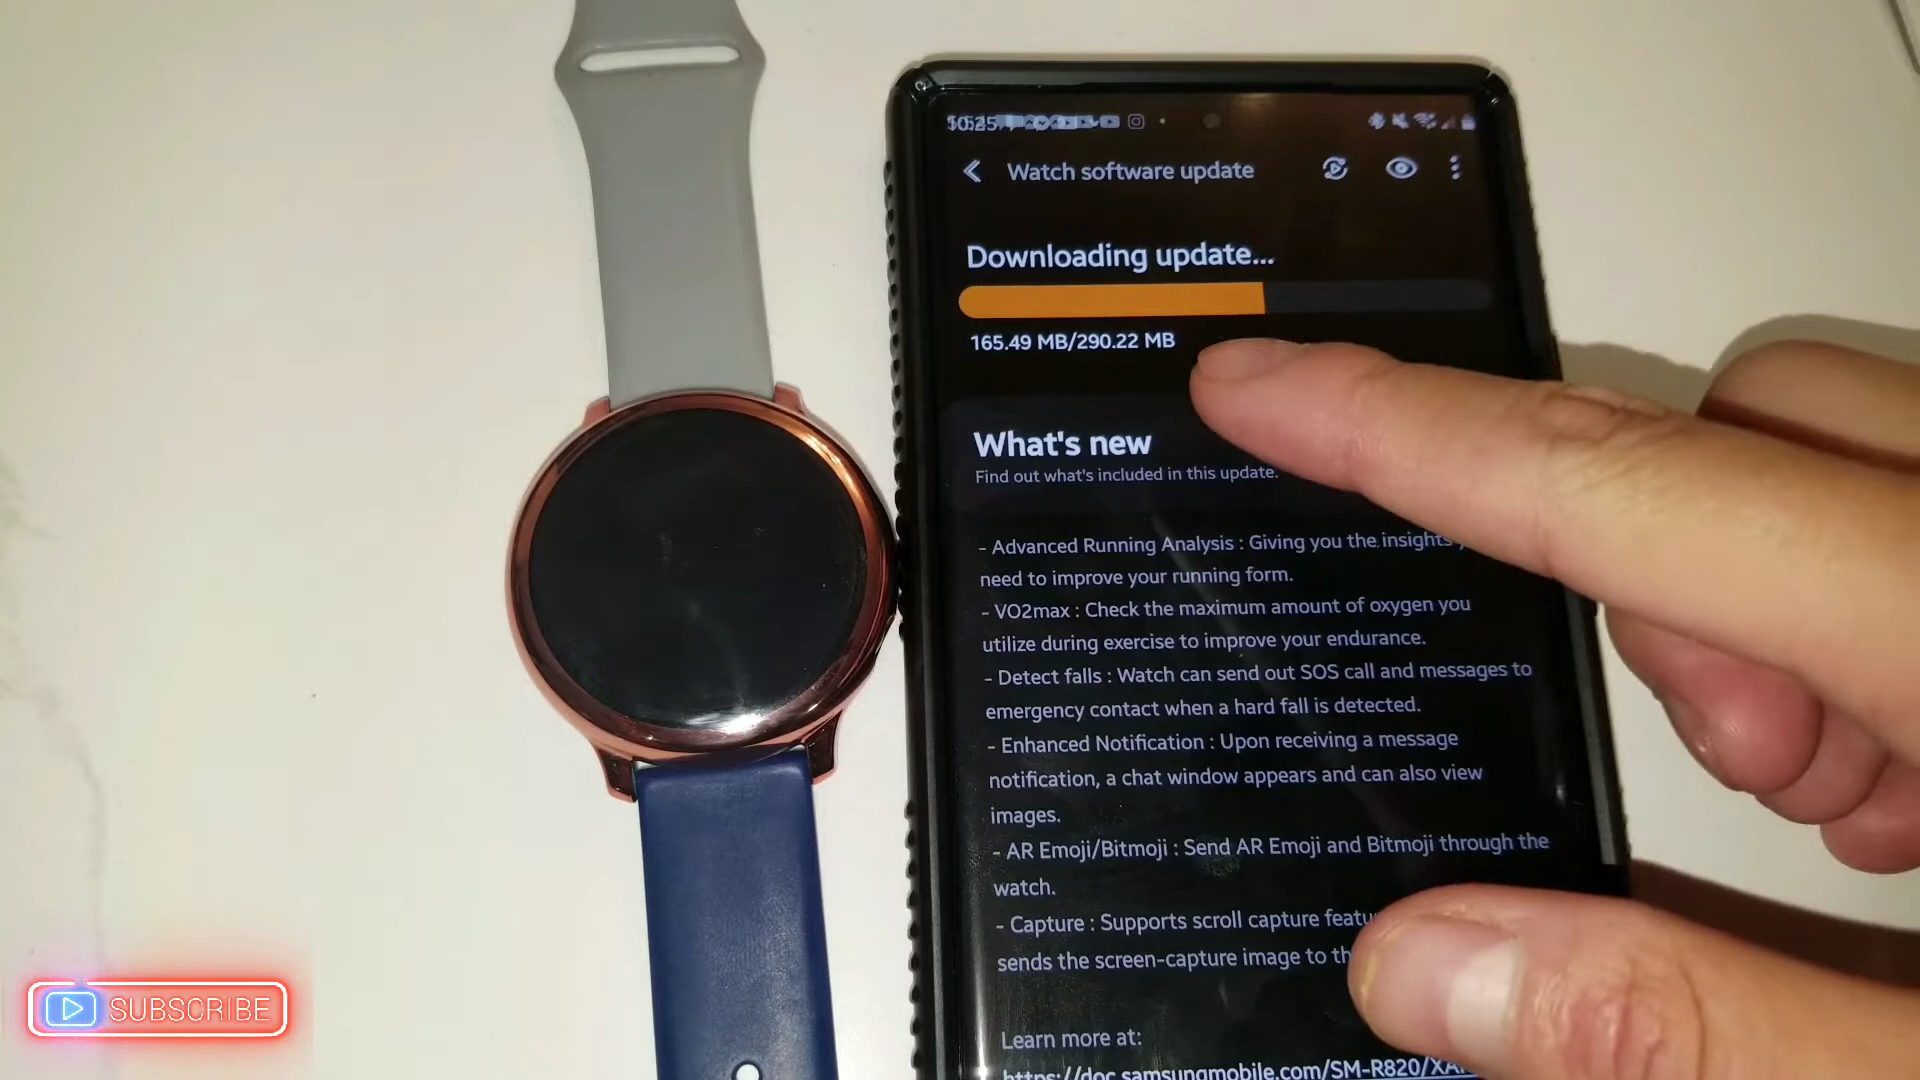 Watch software update
Downloading update...
165.49 MB/290.22 MB
What's new
Find out what's included in this update.
- Advanced Running Analysis : Giving you the insights
need to improve your running form.
- VO2max : Check the maximum amount of oxygen you
utilize during exercise to improve your endurance.
- Detect falls : Watch can send out SOS call and messages to
emergency contact when a hard fall is detected.
- Enhanced Notification : Upon receiving a message
notification, a chat window appears and can also view
images.
- AR Emoji/Bitmoji : Send AR Emoji and Bitmoji through the
watch.
- Capture : Supports scroll capture
sends the screen-capture image to
Learn more at:
https://doc.samsungmobile.com/SM-R820/
SUBSCRIBE